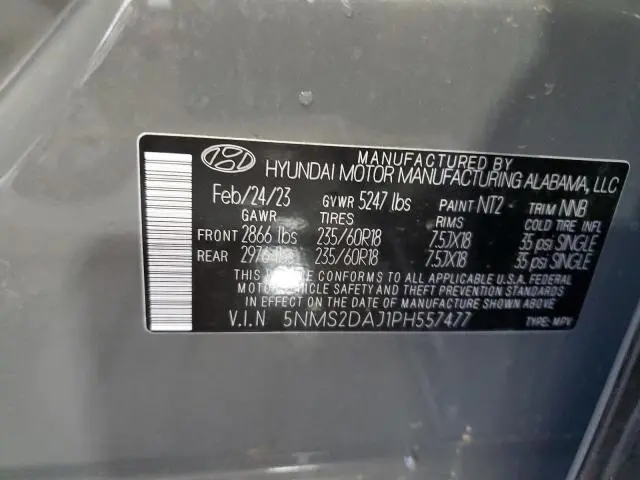 MANUFACTURED BY
HYUNDAI MOTOR MANUFACTURING ALABAMA, LLC
Feb/24/23 GVWR 5247 lbs PAINT NT2 TRIM NNB
GAWR TIRES RIMS COLD TIRE INFL
FRONT 2866 lbs 235/60R18 7.5JX18 35 psi SINGLE
REAR 2976 lbs 235/60R18 7.5JX18 35 psi SINGLE
THIS VEHICLE CONFORMS TO ALL APPLICABLE U.S.A. FEDERAL
MOTOR VEHICLE SAFETY AND THEFT PREVENTION STANDARDS
IN EFFECT ON THE DATE OF MANUFACTURE SHOWN ABOVE.
V.I.N 5NMS2DAJ1PH557477 TYPE: MPV